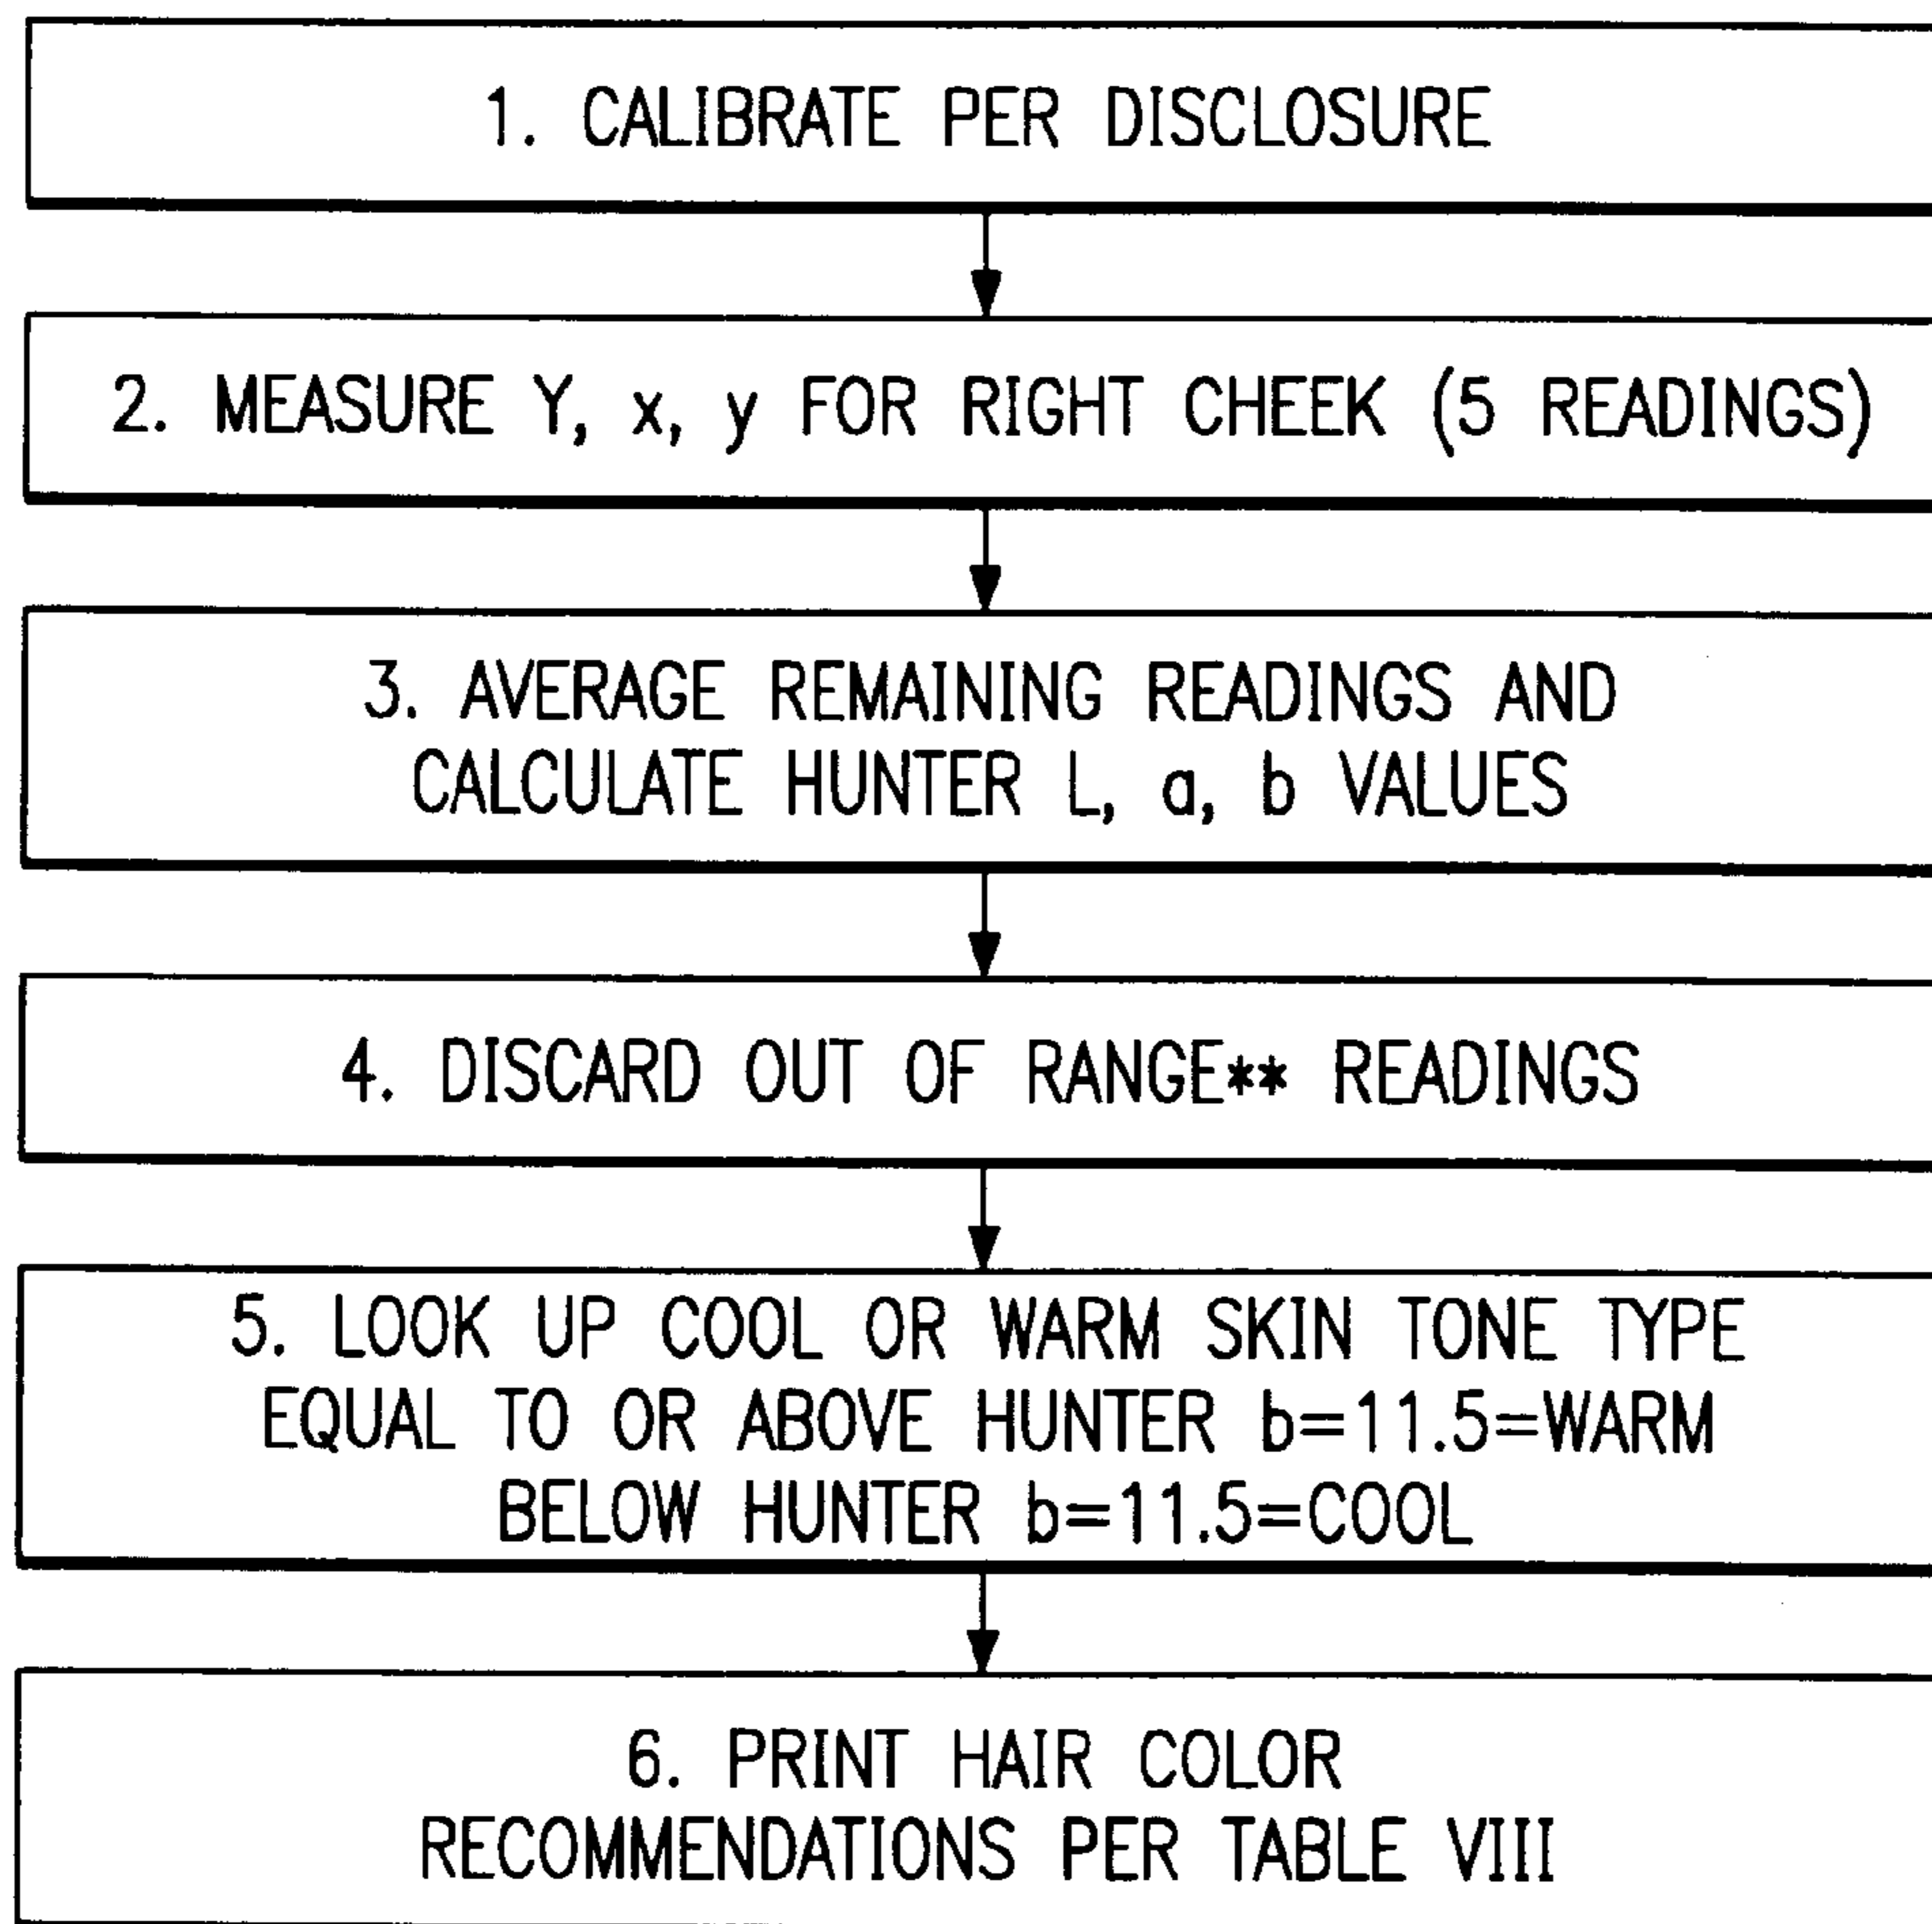 1. CALIBRATE PER DISCLOSURE
2. MEASURE Y, x, y FOR RIGHT CHEEK (5 READINGS)
3. AVERAGE REMAINING READINGS AND
CALCULATE HUNTER L, a, b VALUES
4. DISCARD OUT OF RANGE** READINGS
5. LOOK UP COOL OR WARM SKIN TONE TYPE
EQUAL TO OR ABOVE HUNTER b=11.5=WARM
BELOW HUNTER b=11.5=COOL
6. PRINT HAIR COLOR
RECOMMENDATIONS PER TABLE VIII